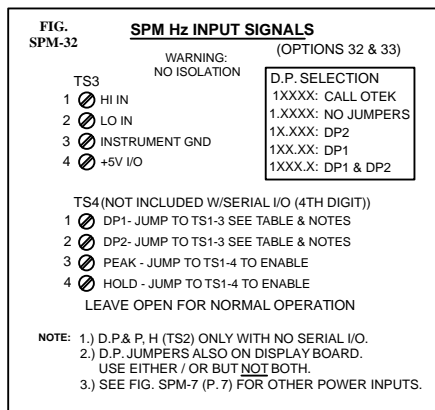 FIG.
SPM-32
SPM Hz INPUT SIGNALS
(OPTIONS 32 & 33)
WARNING:
NO ISOLATION
TS3
1 HI IN
2 LO IN
3 INSTRUMENT GND
4 +5V I/O
D.P. SELECTION
1XXXX: CALL OTEK
1.XXXX: NO JUMPERS
1X.XXX: DP2
1XX.XX: DP1
1XXX.X: DP1 & DP2
TS4 (NOT INCLUDED W/SERIAL I/O (4TH DIGIT))
1 DP1- JUMP TO TS1-3 SEE TABLE & NOTES
2 DP2- JUMP TO TS1-3 SEE TABLE & NOTES
3 PEAK - JUMP TO TS1-4 TO ENABLE
4 HOLD - JUMP TO TS1-4 TO ENABLE
LEAVE OPEN FOR NORMAL OPERATION
NOTE: 1.) D.P.& P, H (TS2) ONLY WITH NO SERIAL I/O.
2.) D.P. JUMPERS ALSO ON DISPLAY BOARD.
USE EITHER / OR BUT NOT BOTH.
3.) SEE FIG. SPM-7 (P.7) FOR OTHER POWER INPUTS.